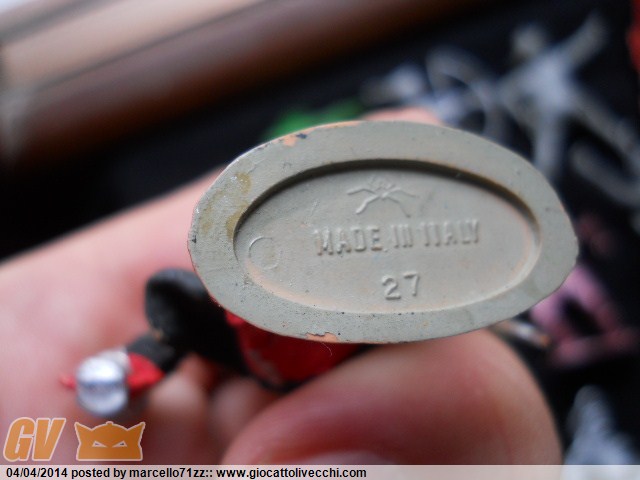 MADE IN ITALY
27
GV
04/04/2014 posted by marcello71zz:: www.giocattolivecchi.com